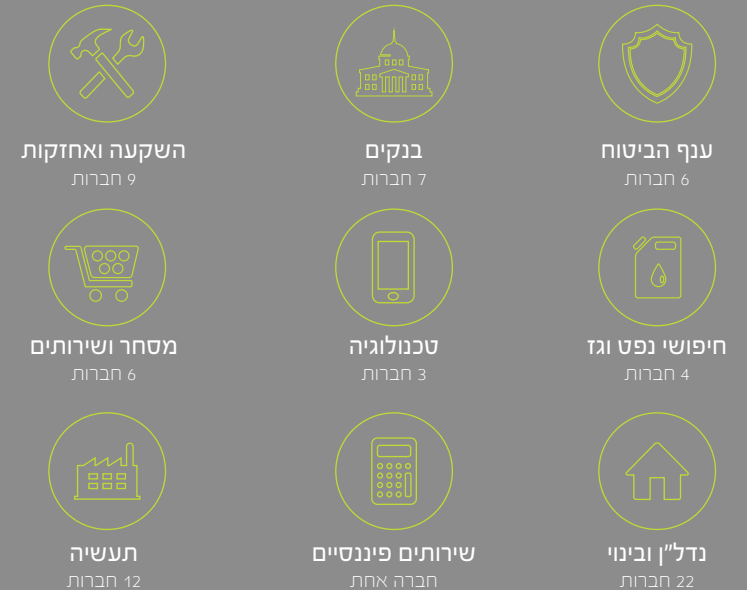 ענף הביטוח
6 חברות
בנקים
7 חברות
השקעה ואחזקות
9 חברות
חיפושי נפט וגז
4 חברות
טכנולוגיה
3 חברות
מסחר ושירותים
6 חברות
נדל"ן ובינוי
22 חברות
שירותים פיננסיים
חברה אחת
תעשיה
12 חברות